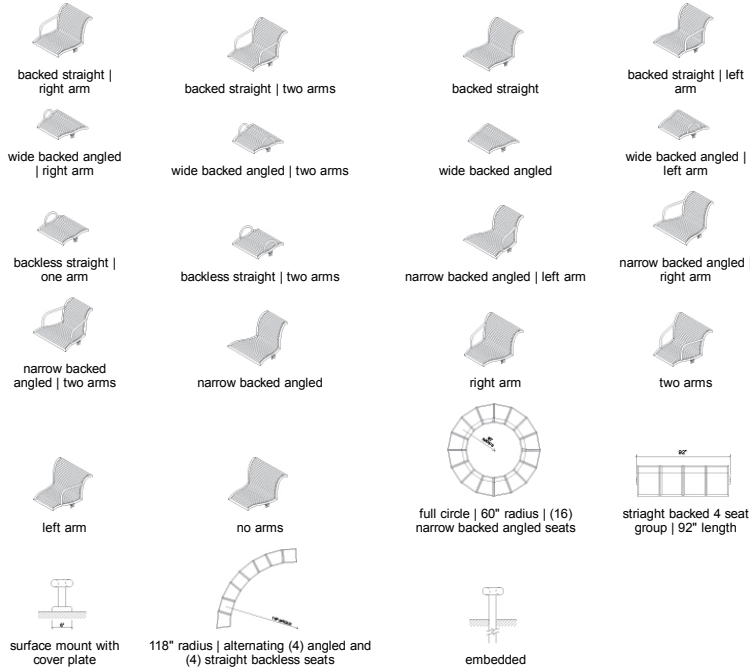 backed straight |
right arm
backed straight | two arms
backed straight
backed straight | left
arm
wide backed angled
| right arm
wide backed angled | two arms
wide backed angled
wide backed angled |
left arm
backless straight |
one arm
backless straight | two arms
narrow backed angled | left arm
narrow backed angled |
right arm
narrow backed
angled | two arms
narrow backed angled
right arm
two arms
left arm
no arms
full circle | 60" radius | (16)
narrow backed angled seats
92"
striaght backed 4 seat
group | 92" length
surface mount with
cover plate
118" radius | alternating (4) angled and
(4) straight backless seats
embedded